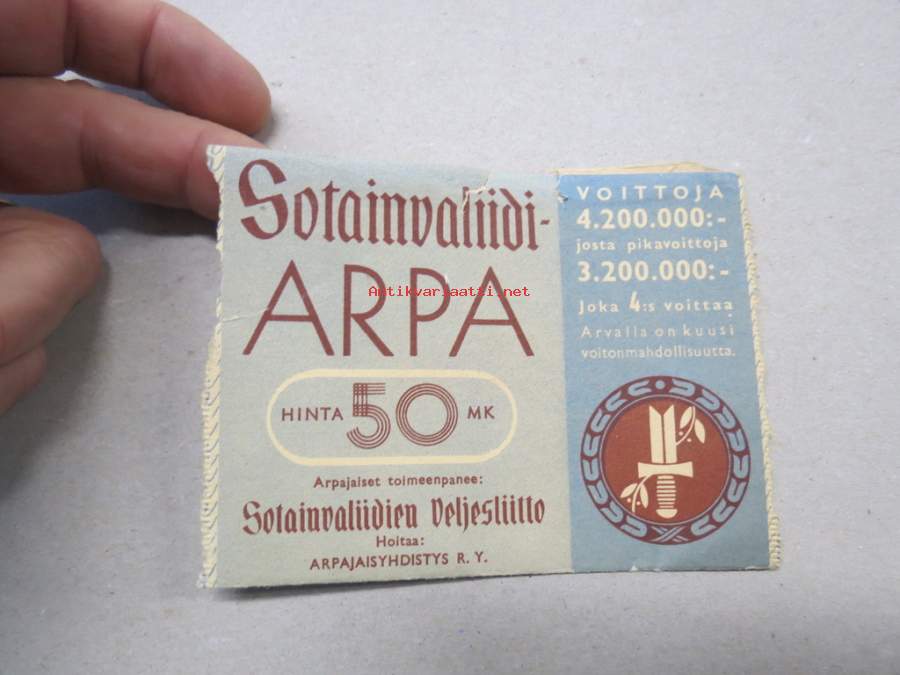 Sotainvaliidi-
ARPA
Antikvariaatti.net
HINTA 50 MK
Arpajaiset toimeenpanee:
Sotainvaliidien Veljesliitto
Hoitaa:
ARPAJAISYHDISTYS R. Y.
VOITTOJA
4.200.000:-
josta pikavoittoja
3.200.000:-
Joka 4:s voittaa
Arvalla on kuusi
voitonmahdollisuutta.